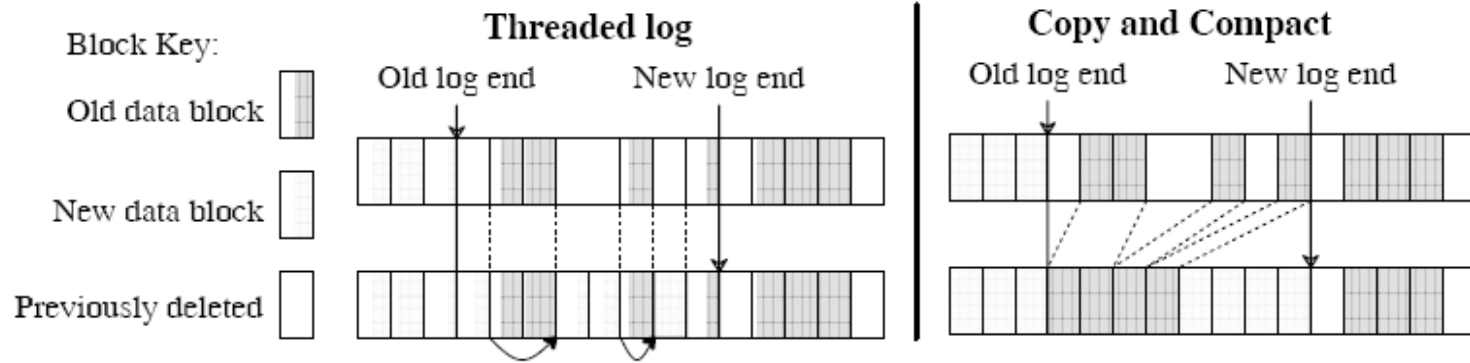 Block Key:
Old data block
New data block
Previously deleted
Threaded log
Old log end
New log end
Copy and Compact
Old log end
New log end